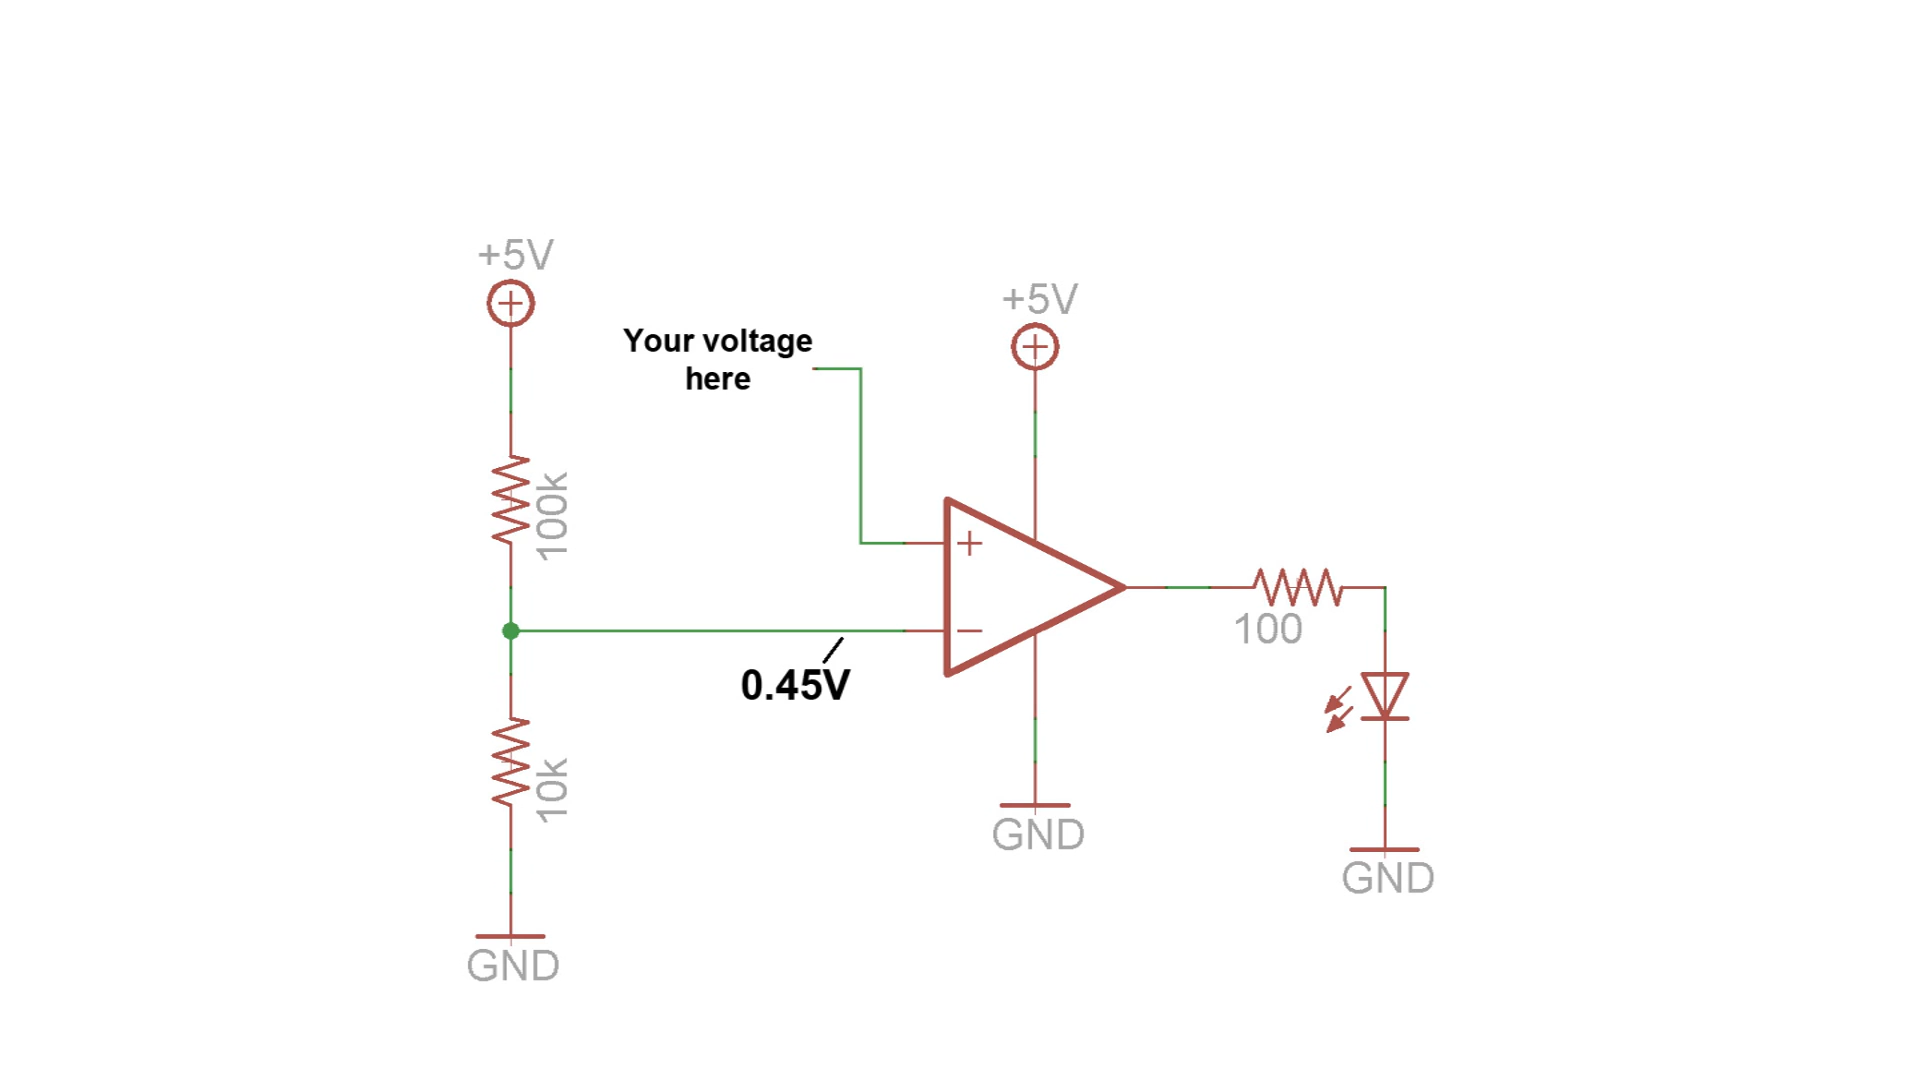 +5V
+5V
Your voltage
here
100k
+
-
0.45V
100
10k
GND
GND
GND